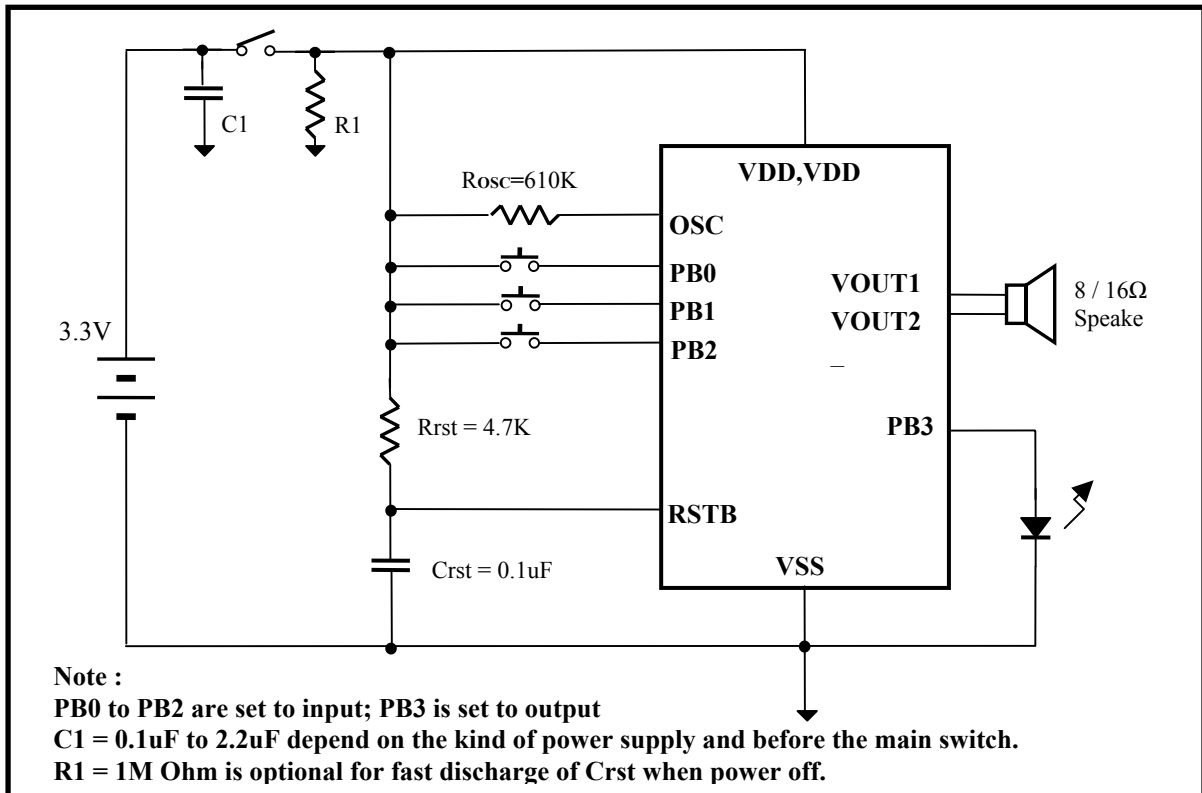 C1
R1
VDD,VDD
Rosc=610K
OSC
PB0
PB1
PB2
VOUT1
VOUT2
_
8 / 16Ω
Speake
3.3V
Rrst = 4.7K
PB3
RSTB
Crst = 0.1uF
VSS
Note :
PB0 to PB2 are set to input; PB3 is set to output
C1 = 0.1uF to 2.2uF depend on the kind of power supply and before the main switch.
R1 = 1M Ohm is optional for fast discharge of Crst when power off.